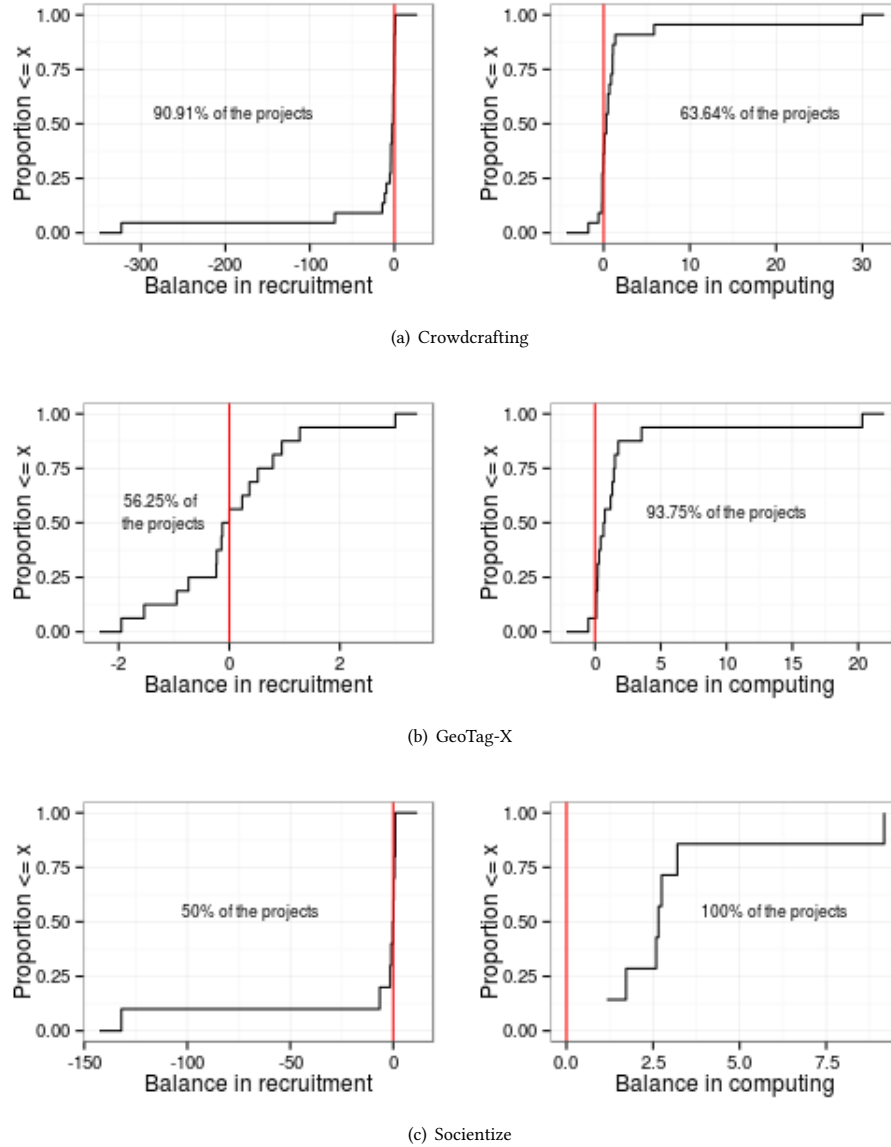 Proportion <= X
1.00
0.75
0.50
0.25
0.00
90.91% of the projects
-300
-200
-100
0
Balance in recruitment
Proportion <= X
1.00
0.75
0.50
0.25
0.00
63.64% of the projects
0
10
20
30
Balance in computing
(a) Crowdcrafting
Proportion <= X
1.00
0.75
0.50
0.25
0.00
56.25% of
the projects
-2
0
2
Balance in recruitment
Proportion <= X
1.00
0.75
0.50
0.25
0.00
93.75% of the projects
0
5
10
15
20
Balance in computing
(b) GeoTag-X
Proportion <= X
1.00
0.75
0.50
0.25
0.00
50% of the projects
-150
-100
-50
0
Balance in recruitment
Proportion <= X
1.00
0.75
0.50
0.25
0.00
100% of the projects
0.0
2.5
5.0
7.5
Balance in computing
(c) Socientize